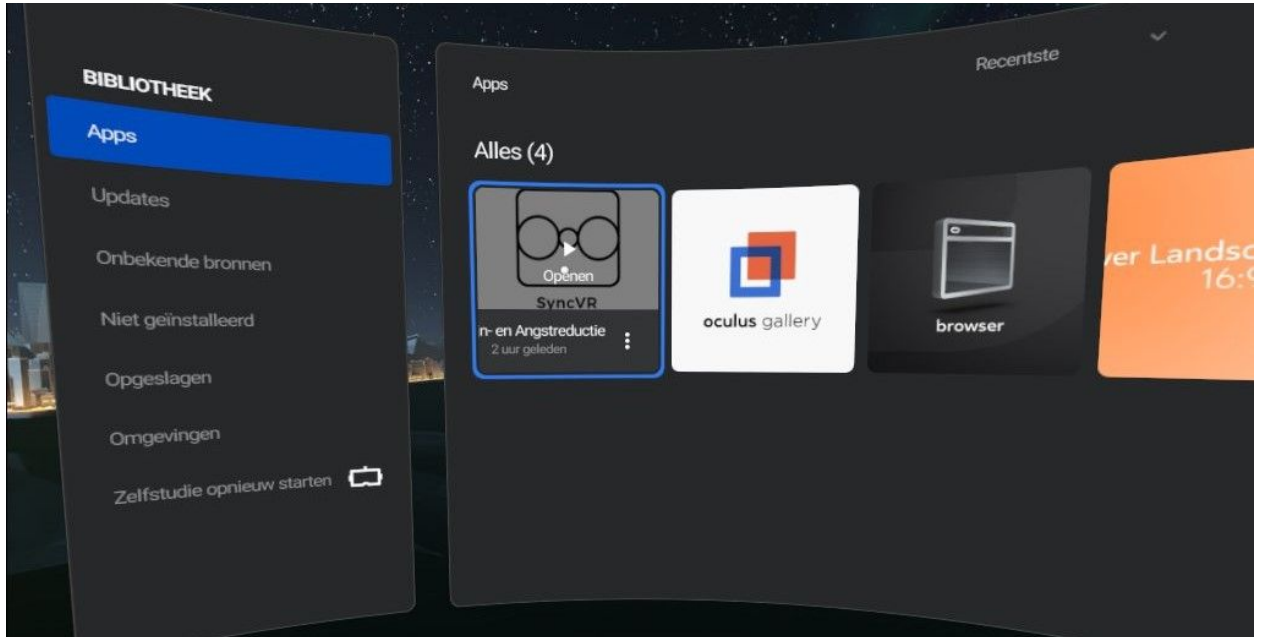 BIBLIOTHEEK
Apps
Updates
Onbekende bronnen
Niet geïnstalleerd
Opgeslagen
Omgevingen
Zelfstudie opnieuw starten
Apps
Recentste
Alles (4)
Openen
SyncVR
n- en Angstreductie
2 uur geleden
oculus gallery
browser
ver Landsc
16:9